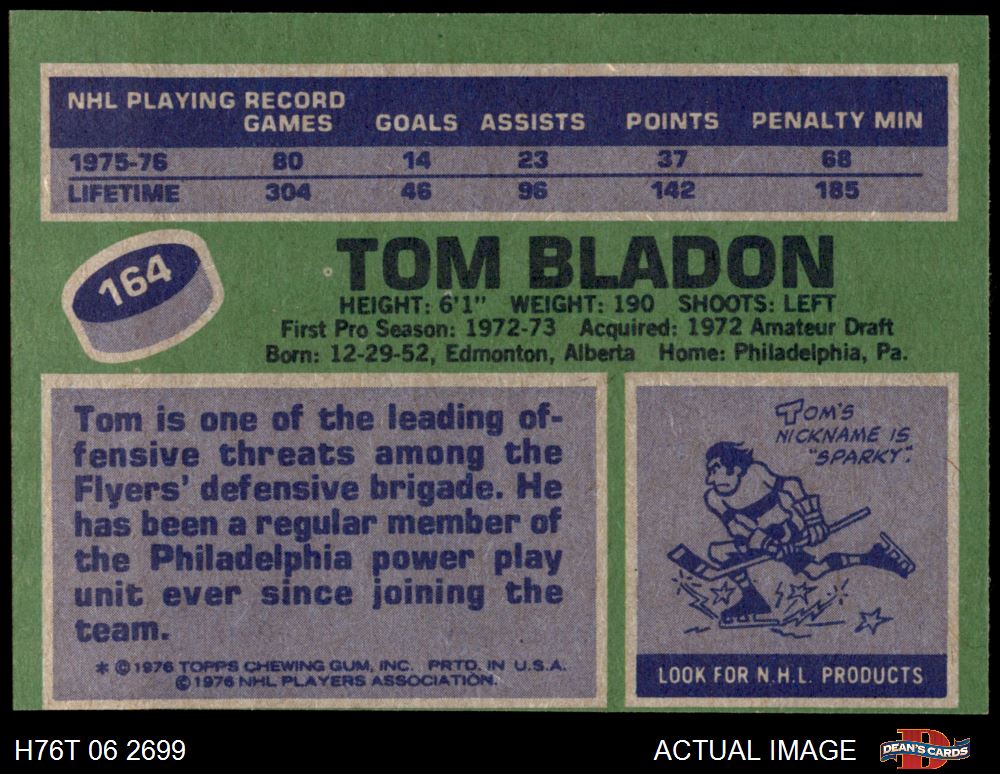 NHL PLAYING RECORD
GAMES GOALS ASSISTS POINTS PENALTY MIN
1975-76 80 14 23 37 68
LIFETIME 304 46 96 142 185
164
TOM BLADON
HEIGHT: 6'1" WEIGHT: 190 SHOOTS: LEFT
First Pro Season: 1972-73 Acquired: 1972 Amateur Draft
Born: 12-29-52, Edmonton, Alberta Home: Philadelphia, Pa.
Tom is one of the leading of-
fensive threats among the
Flyers' defensive brigade. He
has been a regular member of
the Philadelphia power play
unit ever since joining the
team.
* © 1976 TOPPS CHEWING GUM, INC. PRTD. IN U.S.A.
© 1976 NHL PLAYERS ASSOCIATION.
TOM'S
NICKNAME IS
"SPARKY".
LOOK FOR N.H.L. PRODUCTS
H76T 06 2699
ACTUAL IMAGE
D
DEAN'S CARDS